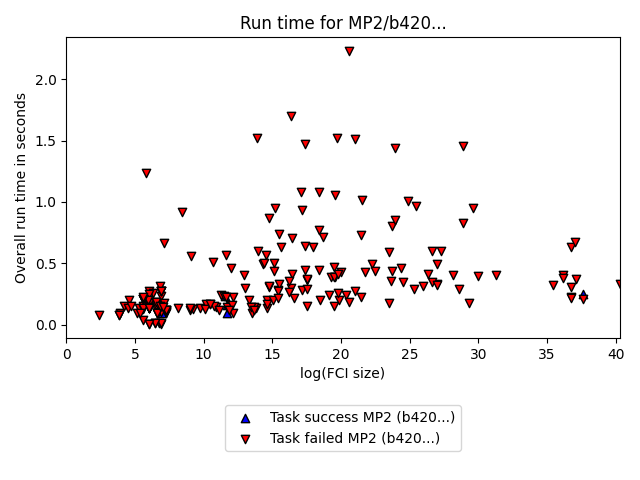 Run time for MP2/b420...
Overall run time in seconds
2.0
1.5
1.0
0.5
0.0
0 5 10 15 20 25 30 35 40
log(FCI size)
Task success MP2 (b420...)
Task failed MP2 (b420...)